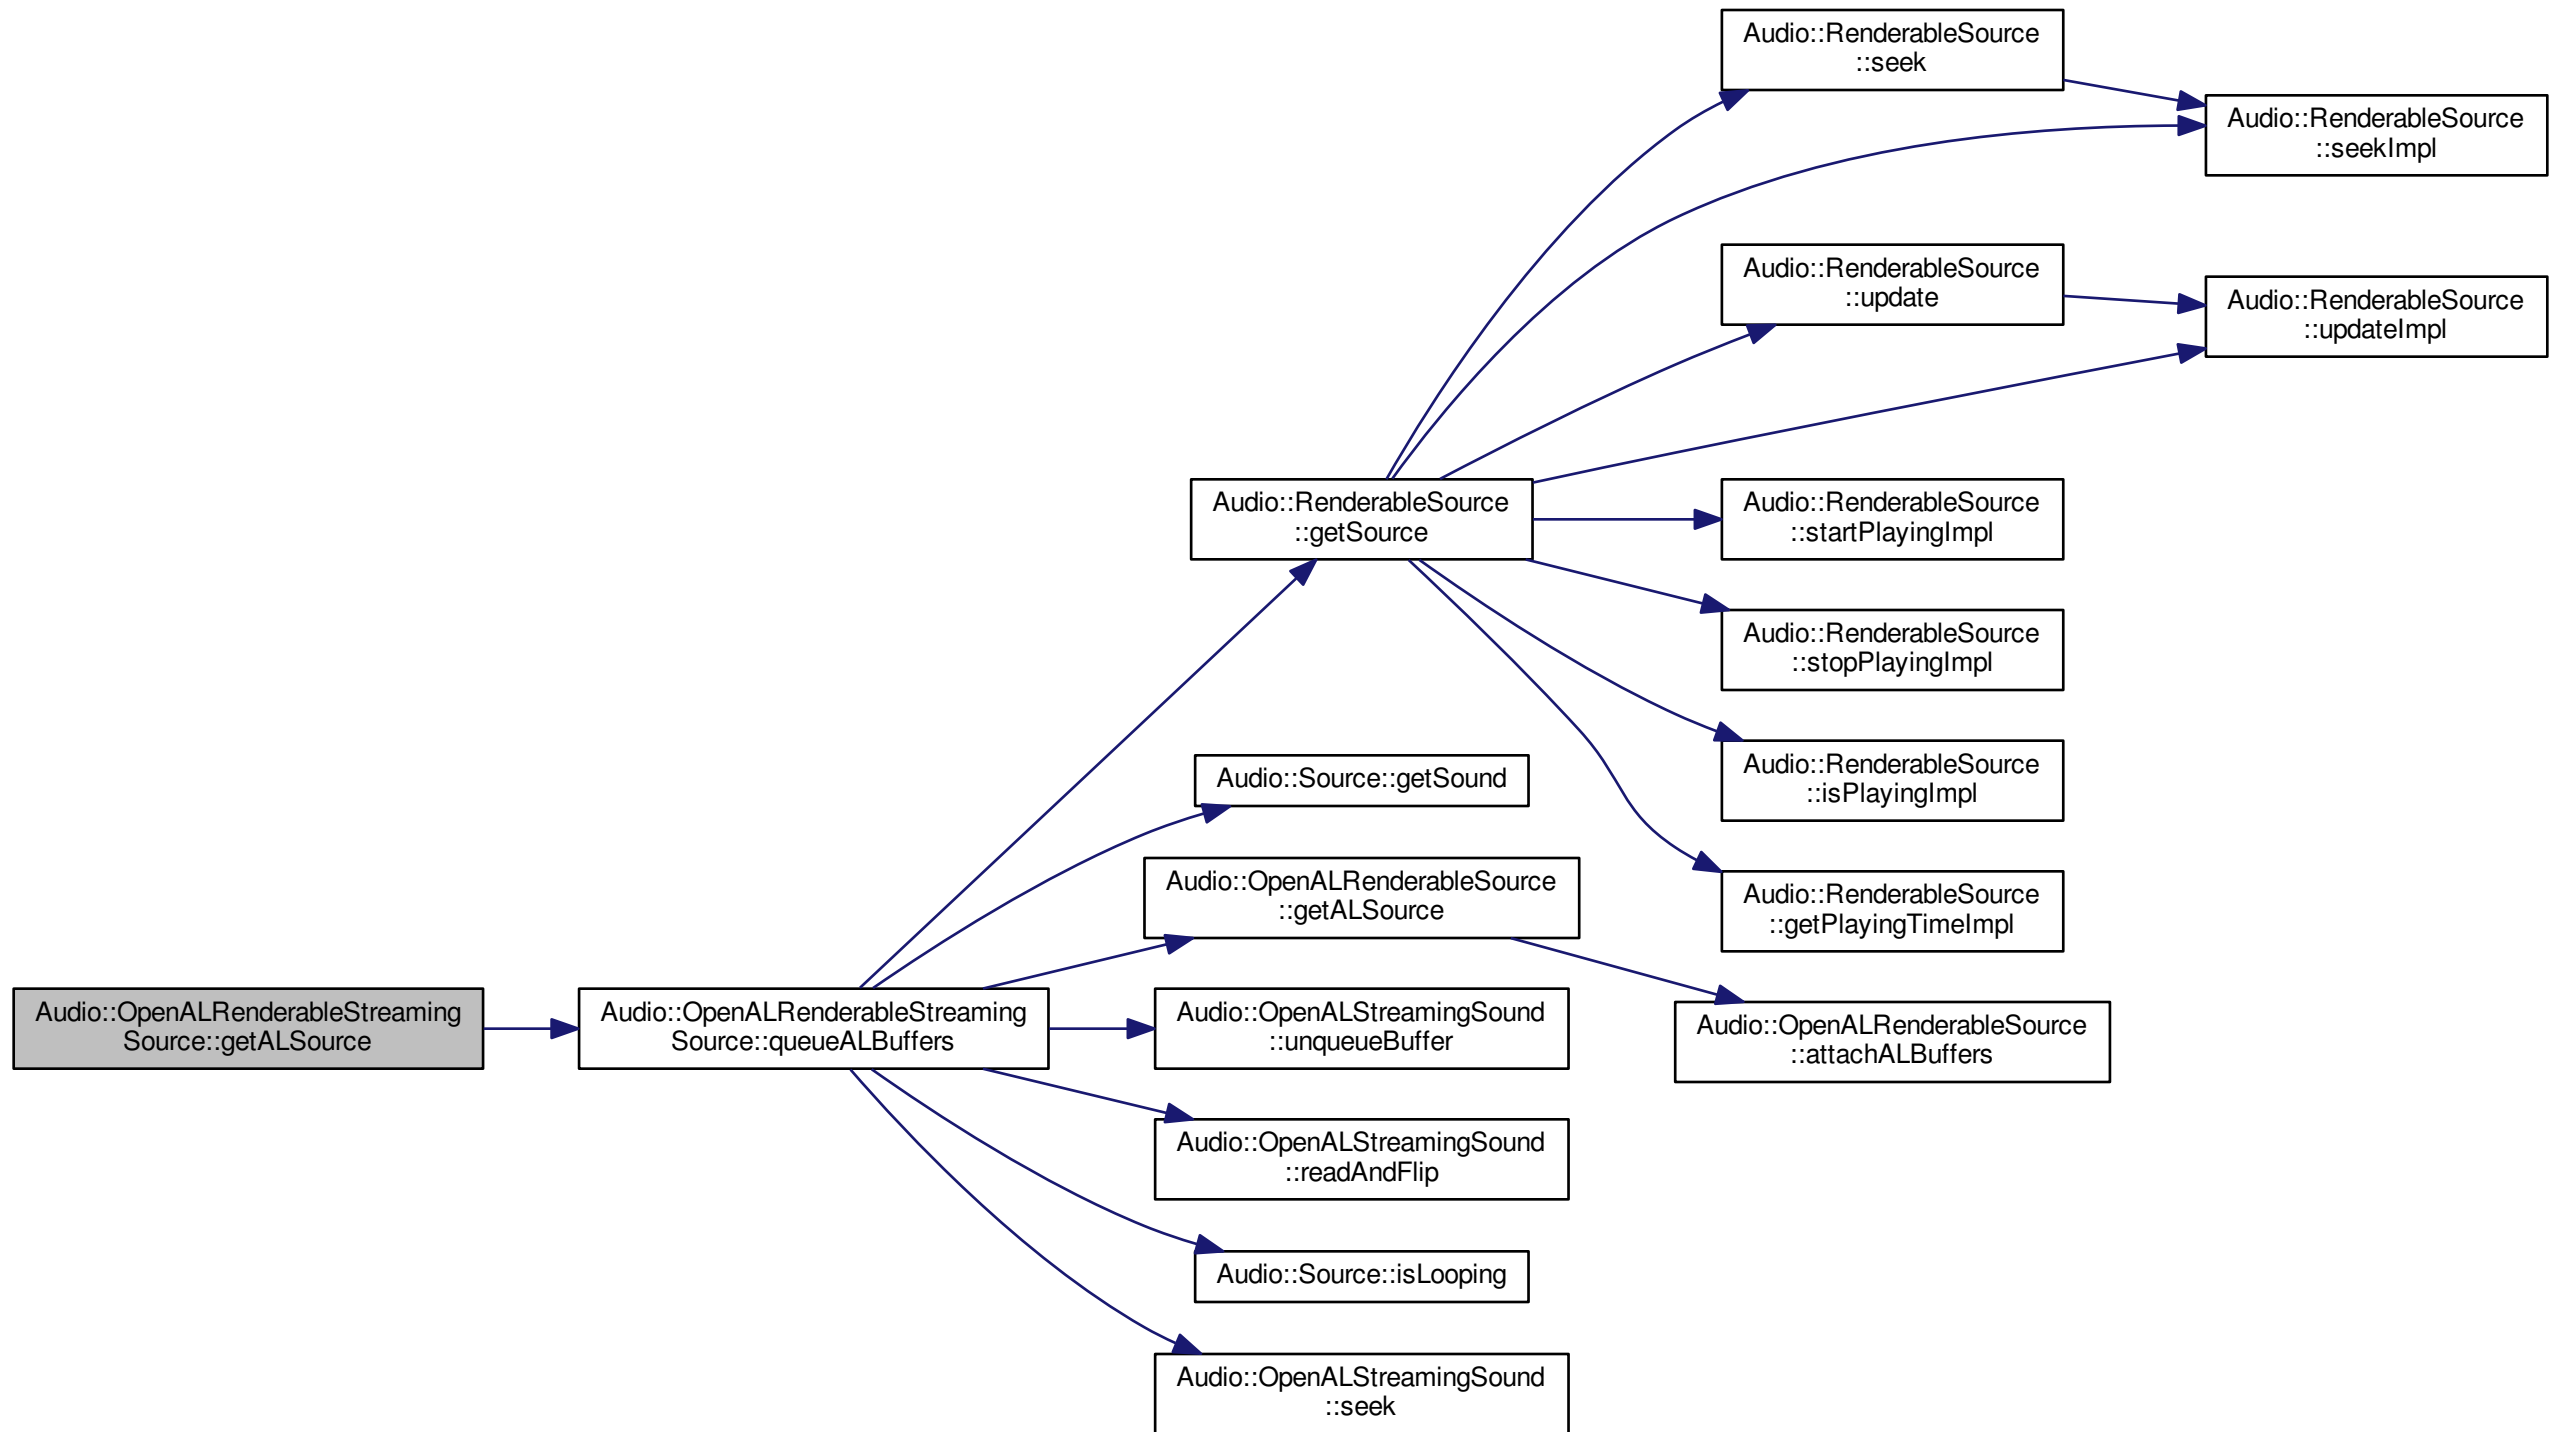 Audio::RenderableSource
::seek
Audio::RenderableSource
::seekImpl
Audio::RenderableSource
::update
Audio::RenderableSource
::updateImpl
Audio::RenderableSource
::getSource
Audio::RenderableSource
::startPlayingImpl
Audio::RenderableSource
::stopPlayingImpl
Audio::RenderableSource
::isPlayingImpl
Audio::Source::getSound
Audio::OpenALRenderableSource
::getALSource
Audio::RenderableSource
::getPlayingTimeImpl
Audio::OpenALRenderableStreaming
Source::getALSource
Audio::OpenALRenderableStreaming
Source::queueALBuffers
Audio::OpenALStreamingSound
::unqueueBuffer
Audio::OpenALRenderableSource
::attachALBuffers
Audio::OpenALStreamingSound
::readAndFlip
Audio::Source::isLooping
Audio::OpenALStreamingSound
::seek